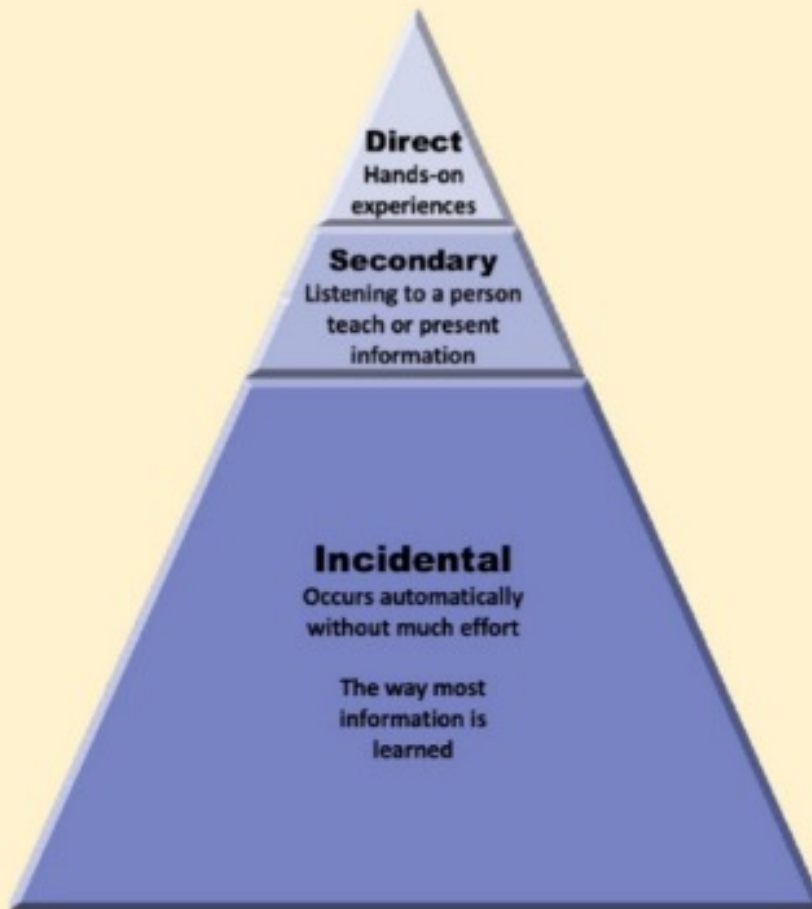 Direct
Hands-on
experiences
Secondary
Listening to a person
teach or present
information
Incidental
Occurs automatically
without much effort
The way most
information is
learned